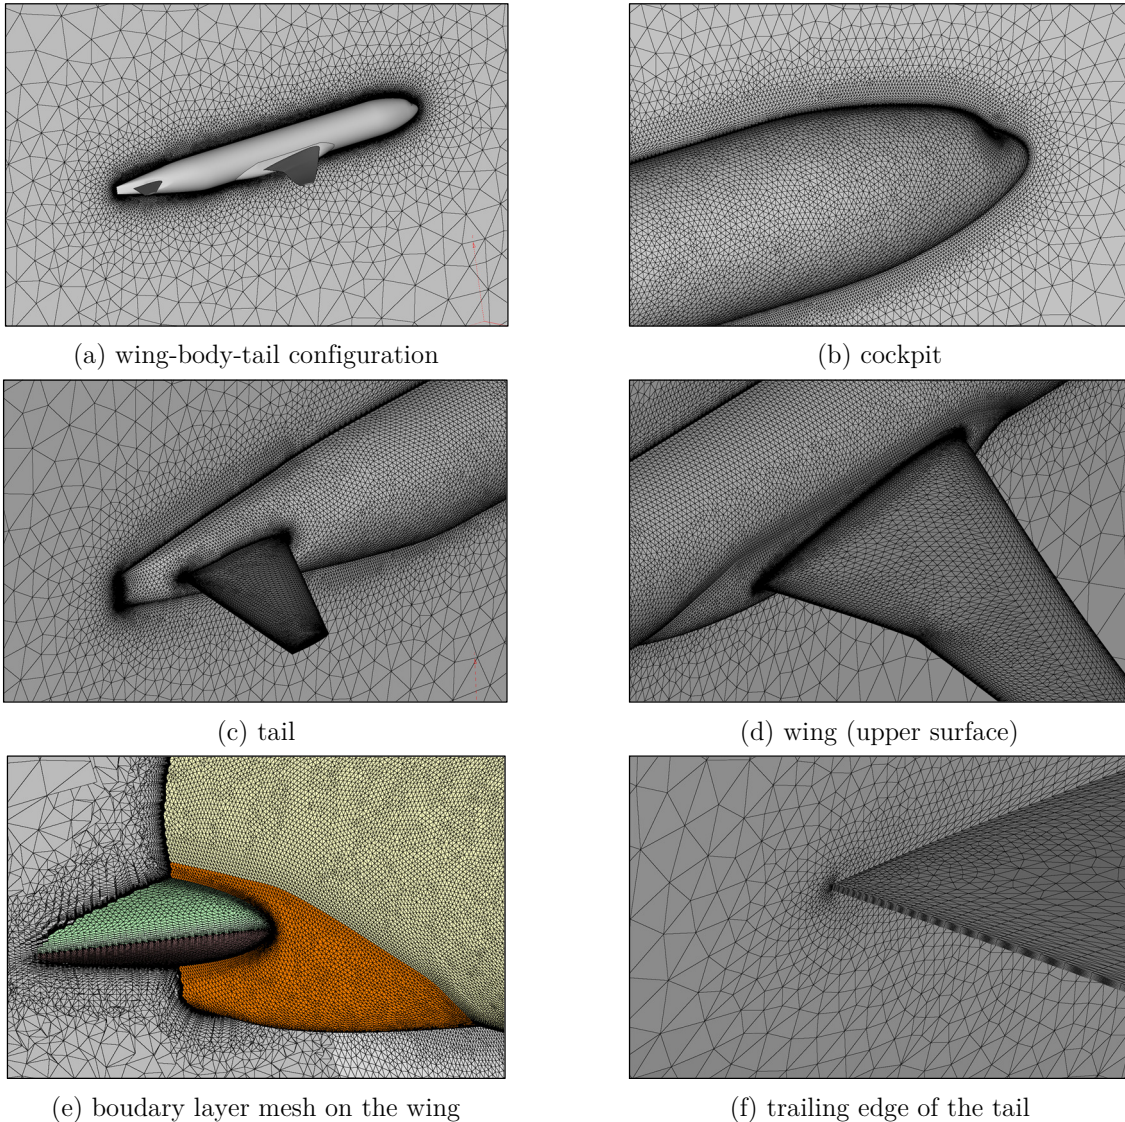 (a) wing-body-tail configuration
(b) cockpit
(c) tail
(d) wing (upper surface)
(e) boudary layer mesh on the wing
(f) trailing edge of the tail